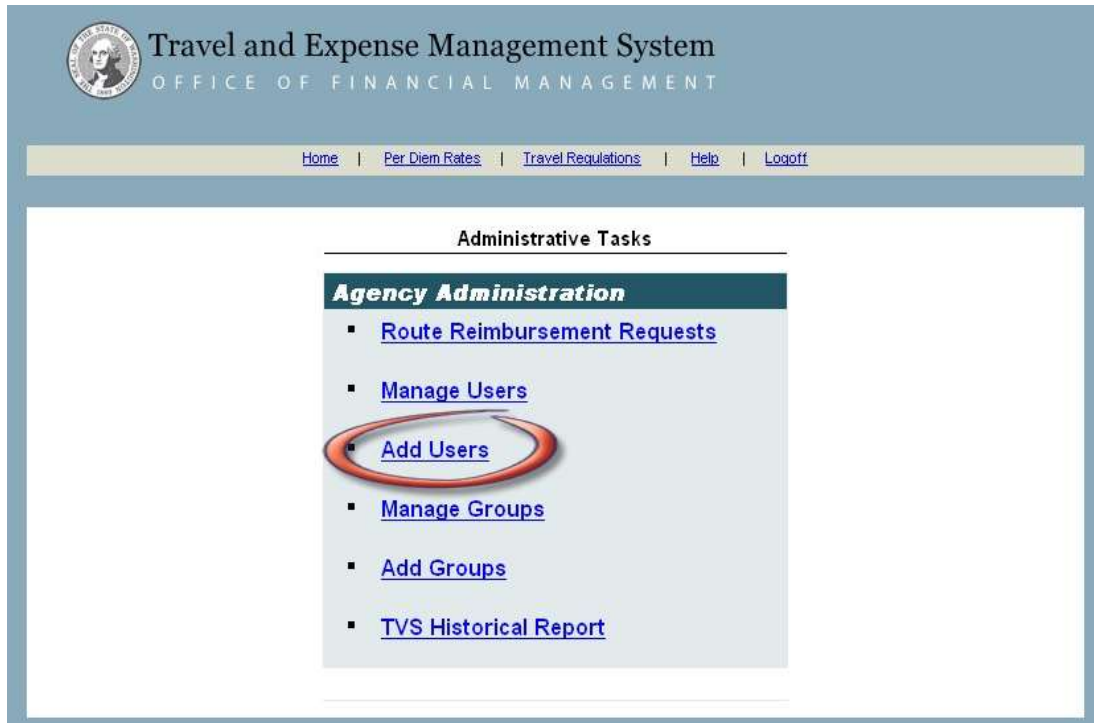 Travel and Expense Management System
OFFICE OF FINANCIAL MANAGEMENT
Home | Per Diem Rates | Travel Regulations | Help | Logoff
Administrative Tasks
Agency Administration
▪ Route Reimbursement Requests
▪ Manage Users
▪ Add Users
▪ Manage Groups
▪ Add Groups
▪ TVS Historical Report